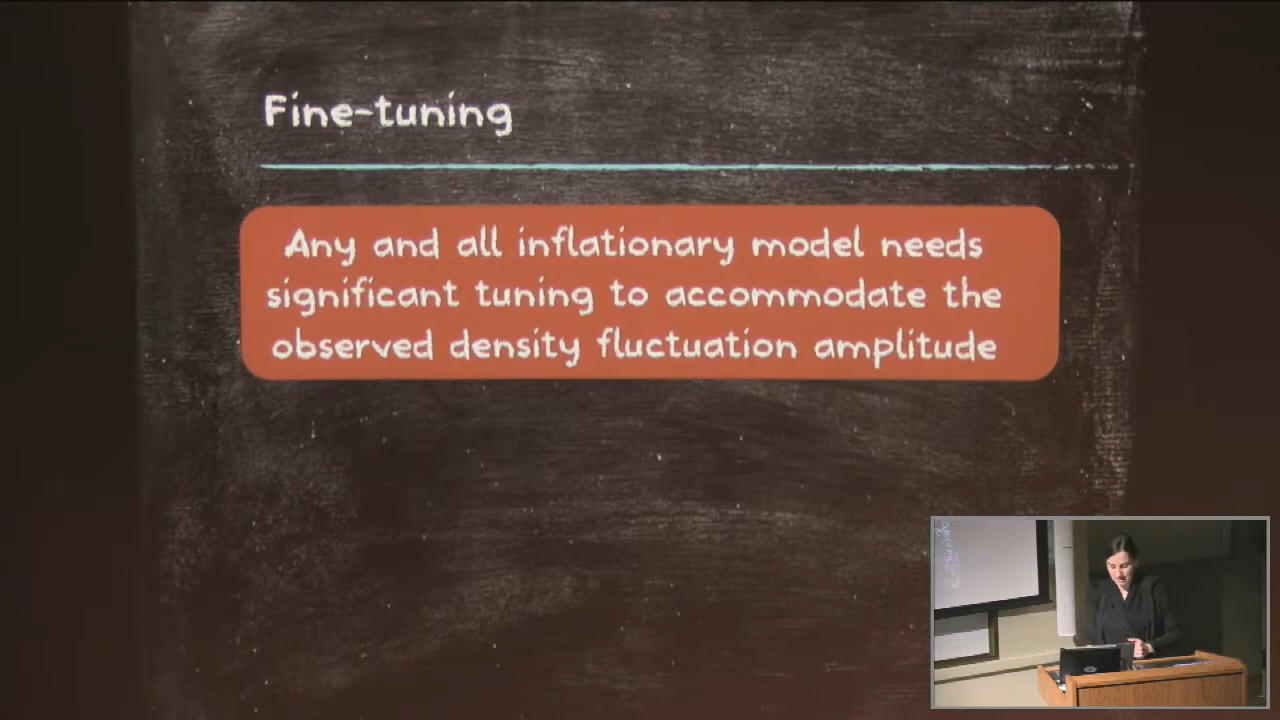 Fine-tuning
Any and all inflationary model needs
significant tuning to accommodate the
observed density fluctuation amplitude